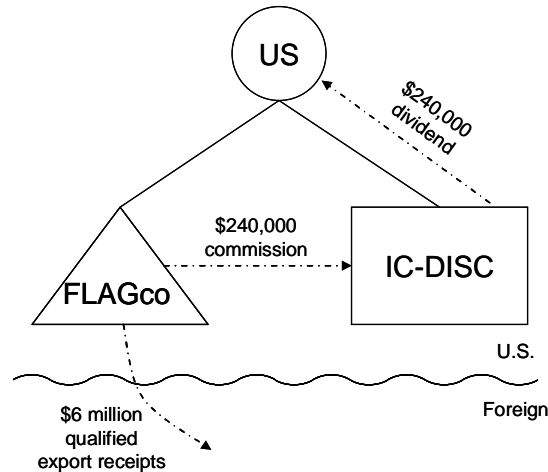 US
$240,000
dividend
$240,000
commission
FLAGco
IC-DISC
U.S.
Foreign
$6 million
qualified
export receipts